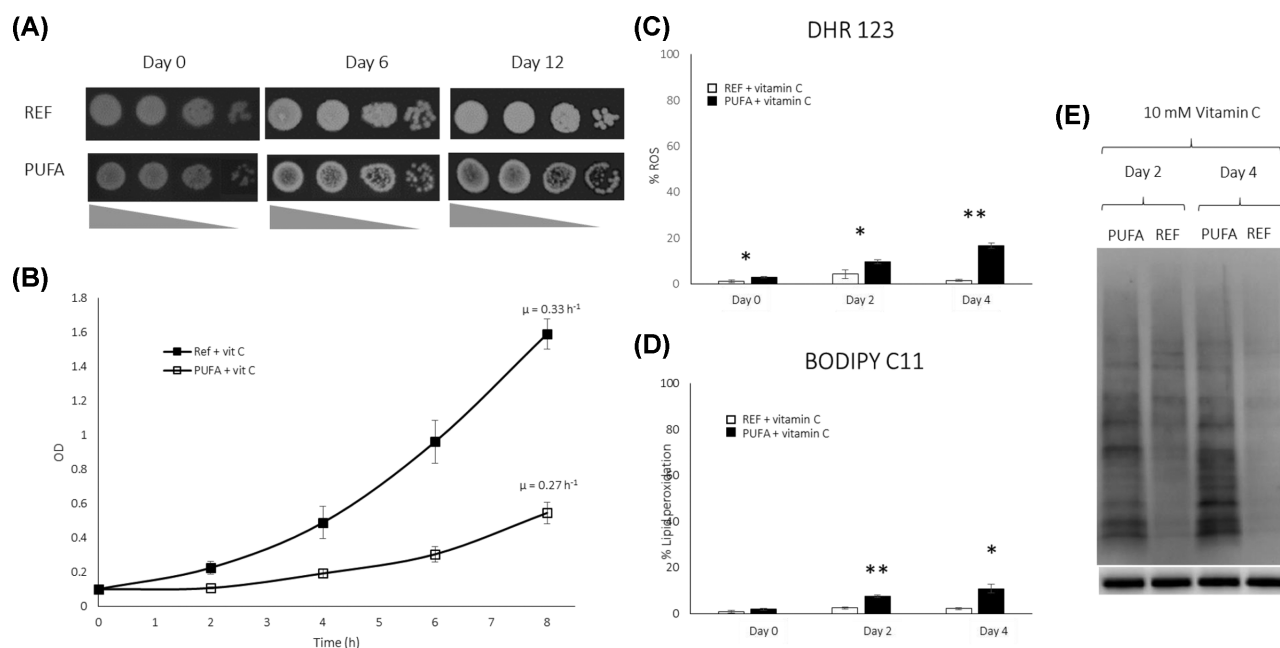 (A)
Day 0 Day 6 Day 12
REF
PUFA
(B)
1.8
1.6
1.4
1.2
1
0.8
0.6
0.4
0.2
0
OD
μ = 0.33 h⁻¹
Ref + vit C
PUFA + vit C
μ = 0.27 h⁻¹
0 1 2 3 4 5 6 7 8
Time (h)
(C)
DHR 123
100
80
60
40
20
0
% ROS
REF + vitamin C
PUFA + vitamin C
*
*
**
Day 0 Day 2 Day 4
(D)
BODIPY C11
100
80
60
40
20
0
% Lipid peroxidation
REF + vitamin C
PUFA + vitamin C
**
*
Day 0 Day 2 Day 4
(E)
10 mM Vitamin C
Day 2 Day 4
PUFA REF PUFA REF